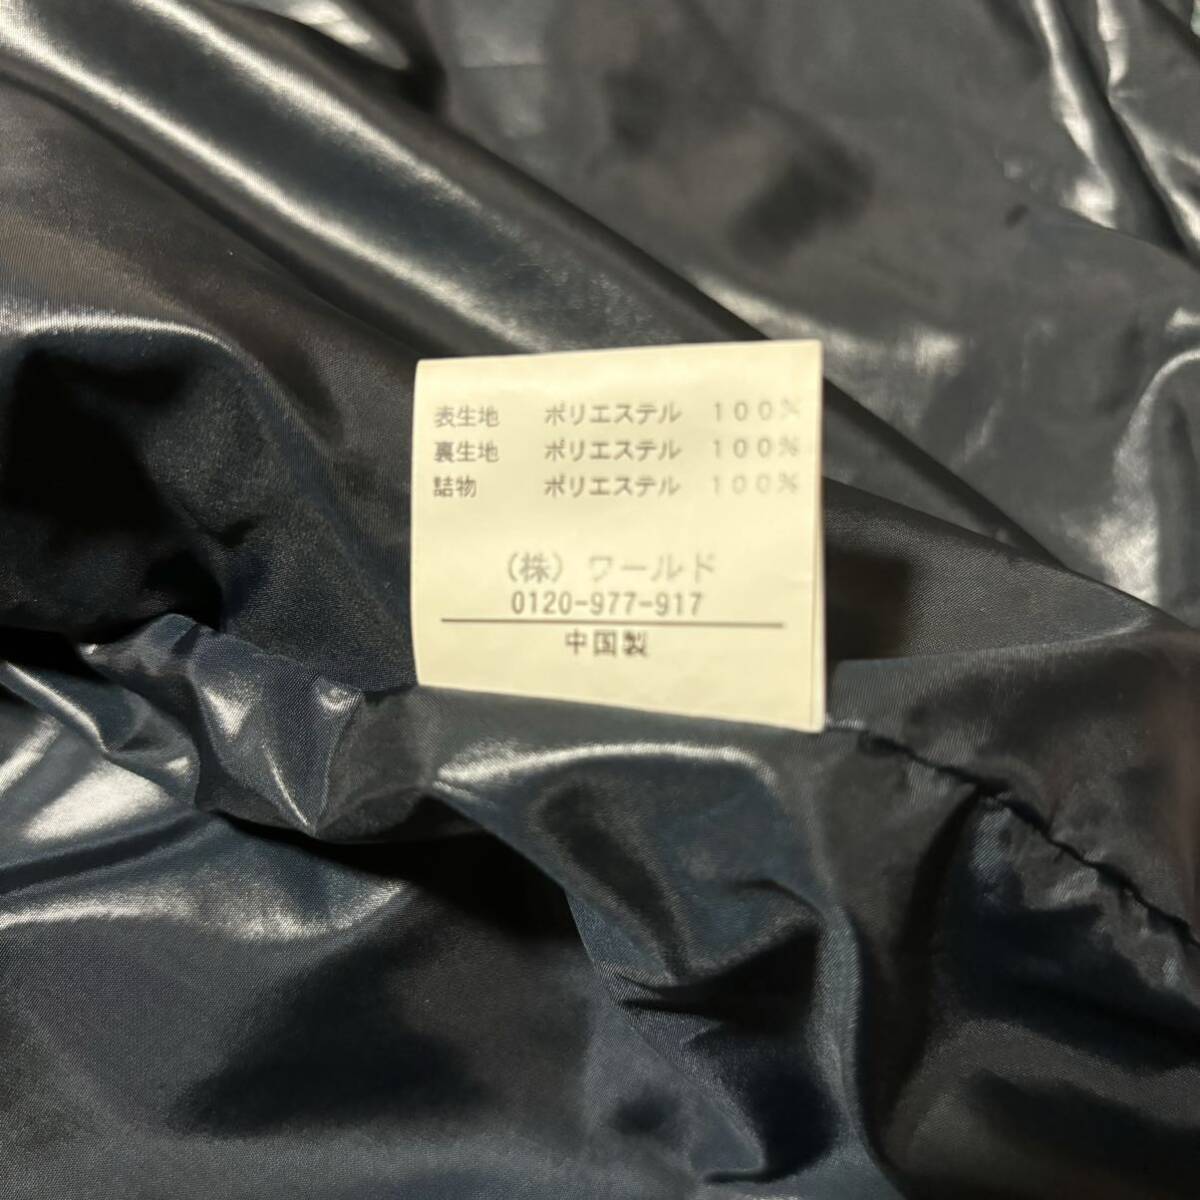 表生地 ポリエステル 100%
裏生地 ポリエステル 100%
詰物 ポリエステル 100%
(株) ワールド
0120-977-917
中国製